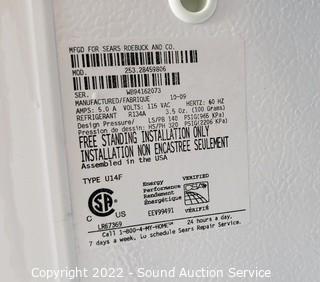 MFGD FOR SEARS ROEBUCK AND CO.
MOD. 253.28459806
SER. WB94162073
MANUFACTURED/FABRIQUE 10-09
AMPS: 5.0 A VOLTS: 115 VAC HERTZ: 60 HZ
REFRIGERANT R134A 3.5 Oz. (100 Grams)
Design Pressure/ LS/PB 140 PSIG(966 KPa)
Pression de dessin: HS/PH 320 PSIG(2206 KPa)
FREE STANDING INSTALLATION ONLY
INSTALLATION NON ENCASTREE SEULEMENT
Assembled in the USA
TYPE U14F
Energy
Performance
Rendement
Énergétique
VERIFIED
VÉRIFIÉ
C US
LR67369
EEV99491
Call 1-800-4-MY-HOME® 24 hours a day,
7 days a week, to schedule Sears Repair Service.
Copyright 2022 - Sound Auction Service